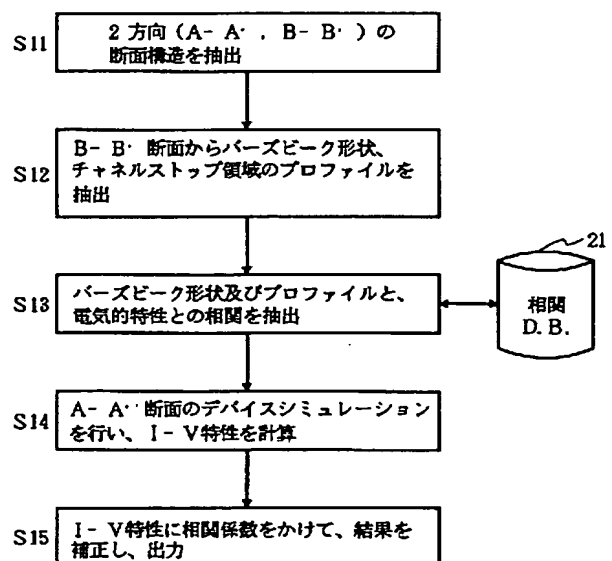 S11
2 方向（A- A'，B- B'）の
断面構造を抽出
S12
B- B' 断面からバーズビーク形状、
チャネルストップ領域のプロファイルを
抽出
21
S13
バーズビーク形状及びプロファイルと、
電気的特性との相関を抽出
相関
D. B.
S14
A- A' 断面のデバイスシミュレーション
を行い、I- V特性を計算
S15
I- V特性に相関係数をかけて、結果を
補正し、出力